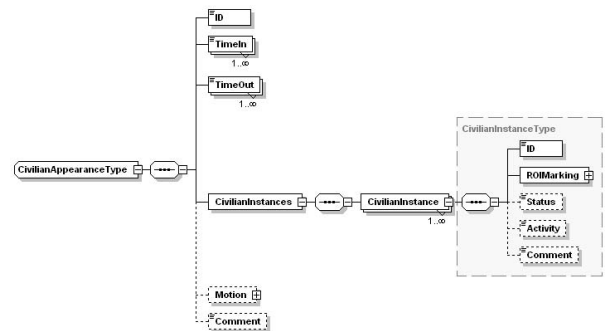 ID
TimeIn
1..∞
TimeOut
1..∞
CivilianAppearanceType
CivilianInstances
CivilianInstance
1..∞
CivilianInstanceType
ID
ROIMarking
Status
Activity
Comment
Motion
Comment